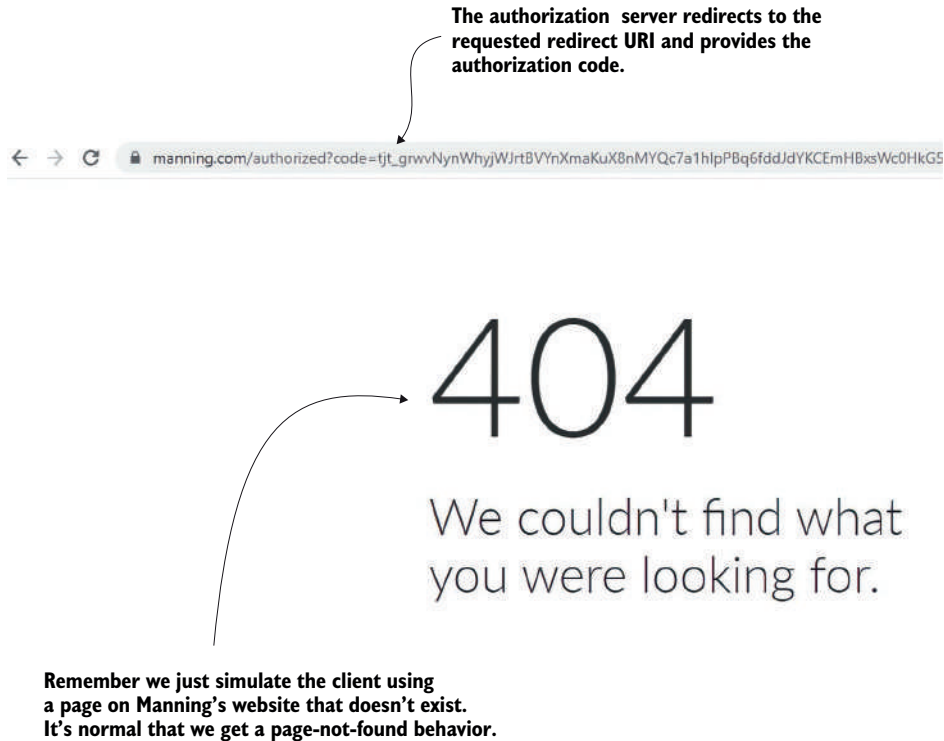 The authorization server redirects to the
requested redirect URI and provides the
authorization code.
manning.com/authorized?code=tjt_grwvNynWhyjWJrtBVYnXmaKuX8nMYQc7a1hIpPBq6fddJdYKCEmHBxsWc0HkG5
404
We couldn't find what
you were looking for.
Remember we just simulate the client using
a page on Manning's website that doesn't exist.
It's normal that we get a page-not-found behavior.